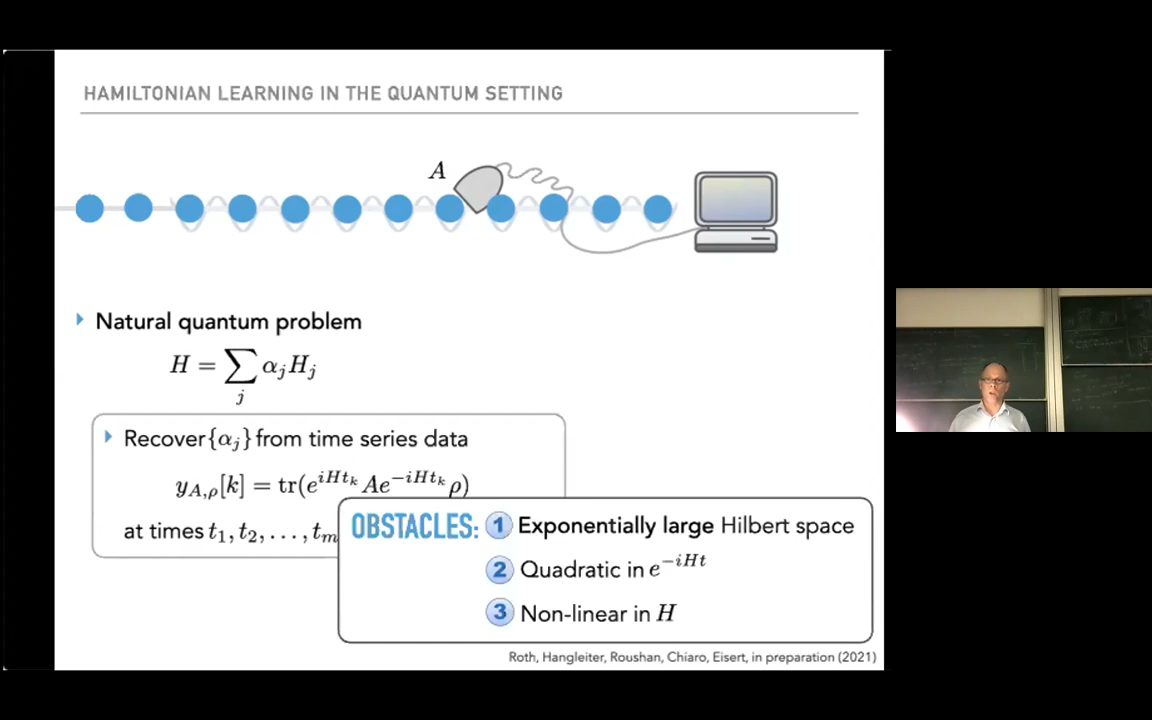 HAMILTONIAN LEARNING IN THE QUANTUM SETTING
A
Natural quantum problem
H = ∑_j α_j H_j
Recover {α_j} from time series data
y_{A,ρ}[k] = tr(e^{iHt_k} A e^{-iHt_k} ρ)
at times t_1, t_2, ..., t_m
OBSTACLES: 1 Exponentially large Hilbert space
2 Quadratic in e^{-iHt}
3 Non-linear in H
Roth, Hangleiter, Roushan, Chiaro, Eisert, in preparation (2021)